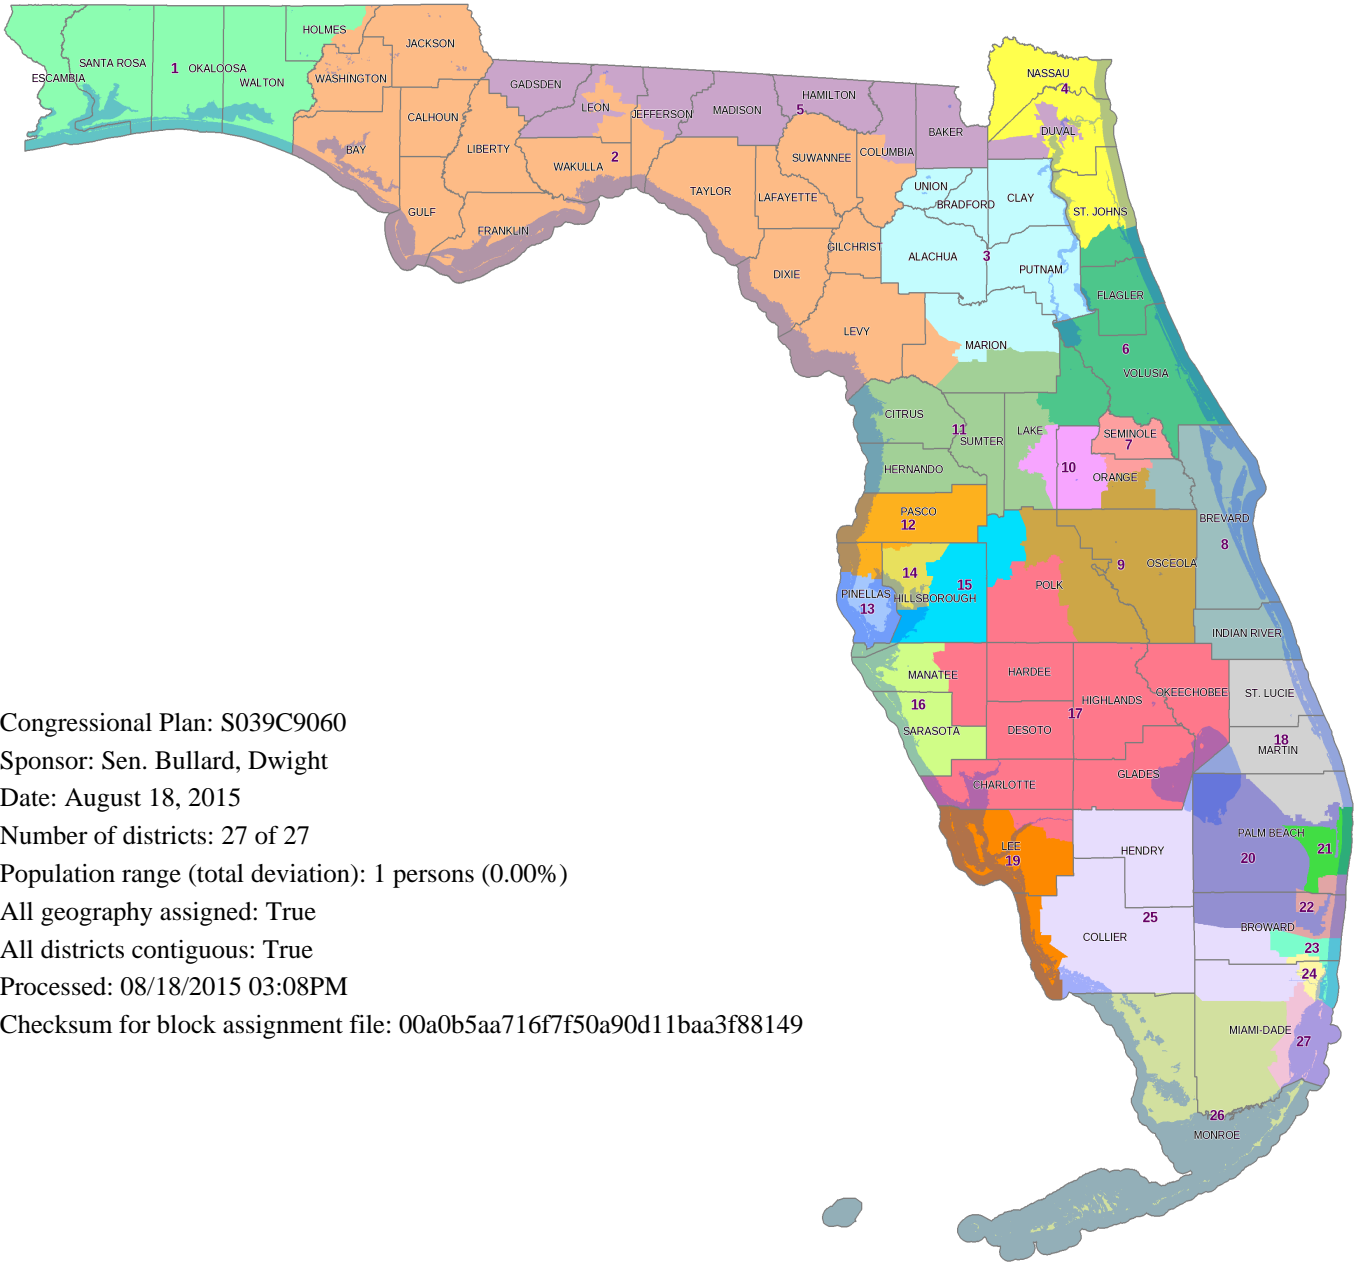 HOLMES
JACKSON
SANTA ROSA
1
OKALOOSA
ESCAMBIA
WALTON
WASHINGTON
GADSDEN
NASSAU
4
LEON
JEFFERSON
MADISON
HAMILTON
5
CALHOUN
BAKER
DUVAL
BAY
LIBERTY
2
WAKULLA
SUWANNEE
COLUMBIA
TAYLOR
LAFAYETTE
UNION
BRADFORD
CLAY
GULF
FRANKLIN
ST. JOHNS
GILCHRIST
ALACHUA
3
PUTNAM
DIXIE
FLAGLER
LEVY
MARION
6
VOLUSIA
CITRUS
11
SUMTER
LAKE
SEMINOLE
7
HERNANDO
10
ORANGE
PASCO
12
BREVARD
8
14
15
POLK
9
OSCEOLA
PINELLAS
13
HILLSBOROUGH
INDIAN RIVER
MANATEE
HARDEE
OKEECHOBEE
ST. LUCIE
16
HIGHLANDS
17
SARASOTA
DESOTO
18
MARTIN
CHARLOTTE
GLADES
LEE
19
HENDRY
PALM BEACH
21
20
22
25
COLLIER
BROWARD
23
24
MIAMI-DADE
27
26
MONROE
Congressional Plan: S039C9060
Sponsor: Sen. Bullard, Dwight
Date: August 18, 2015
Number of districts: 27 of 27
Population range (total deviation): 1 persons (0.00%)
All geography assigned: True
All districts contiguous: True
Processed: 08/18/2015 03:08PM
Checksum for block assignment file: 00a0b5aa716f7f50a90d11baa3f88149